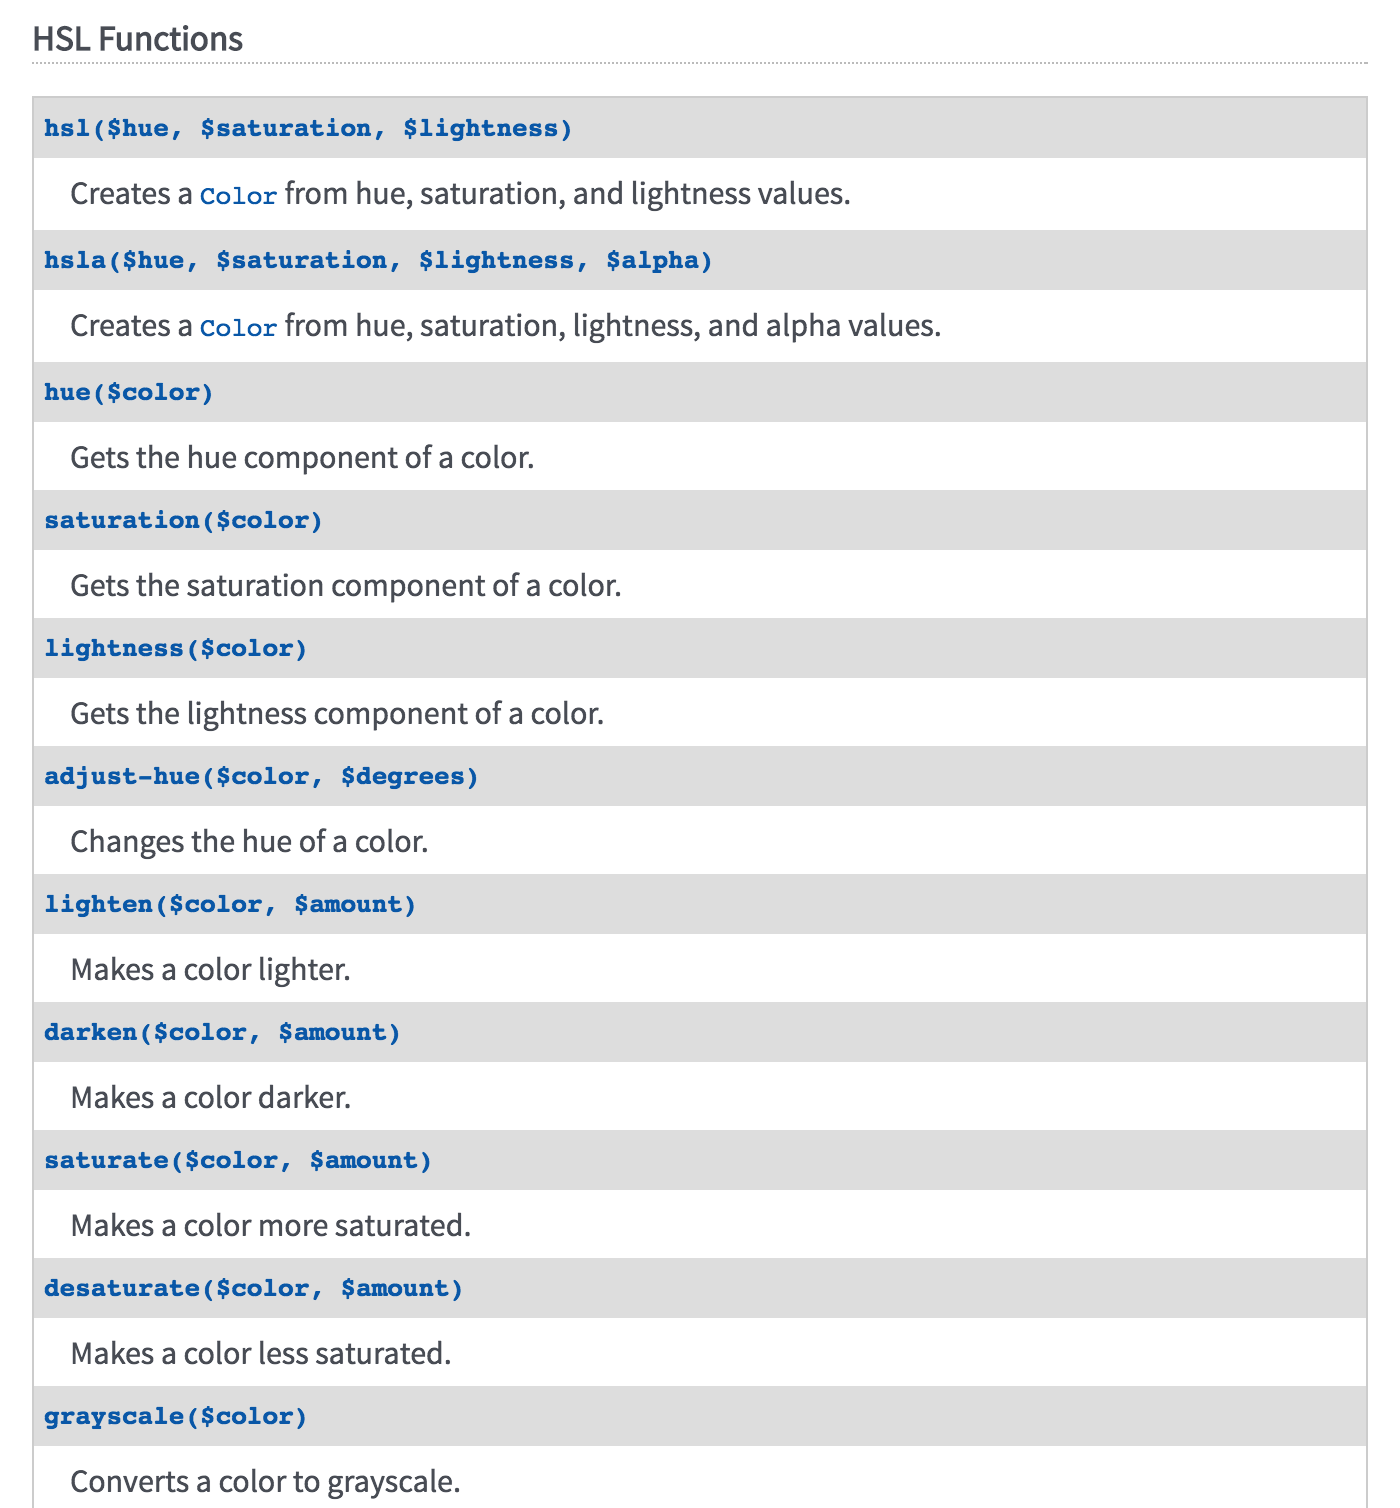 HSL Functions
hsl($hue, $saturation, $lightness)
Creates a Color from hue, saturation, and lightness values.
hsla($hue, $saturation, $lightness, $alpha)
Creates a Color from hue, saturation, lightness, and alpha values.
hue($color)
Gets the hue component of a color.
saturation($color)
Gets the saturation component of a color.
lightness($color)
Gets the lightness component of a color.
adjust-hue($color, $degrees)
Changes the hue of a color.
lighten($color, $amount)
Makes a color lighter.
darken($color, $amount)
Makes a color darker.
saturate($color, $amount)
Makes a color more saturated.
desaturate($color, $amount)
Makes a color less saturated.
grayscale($color)
Converts a color to grayscale.